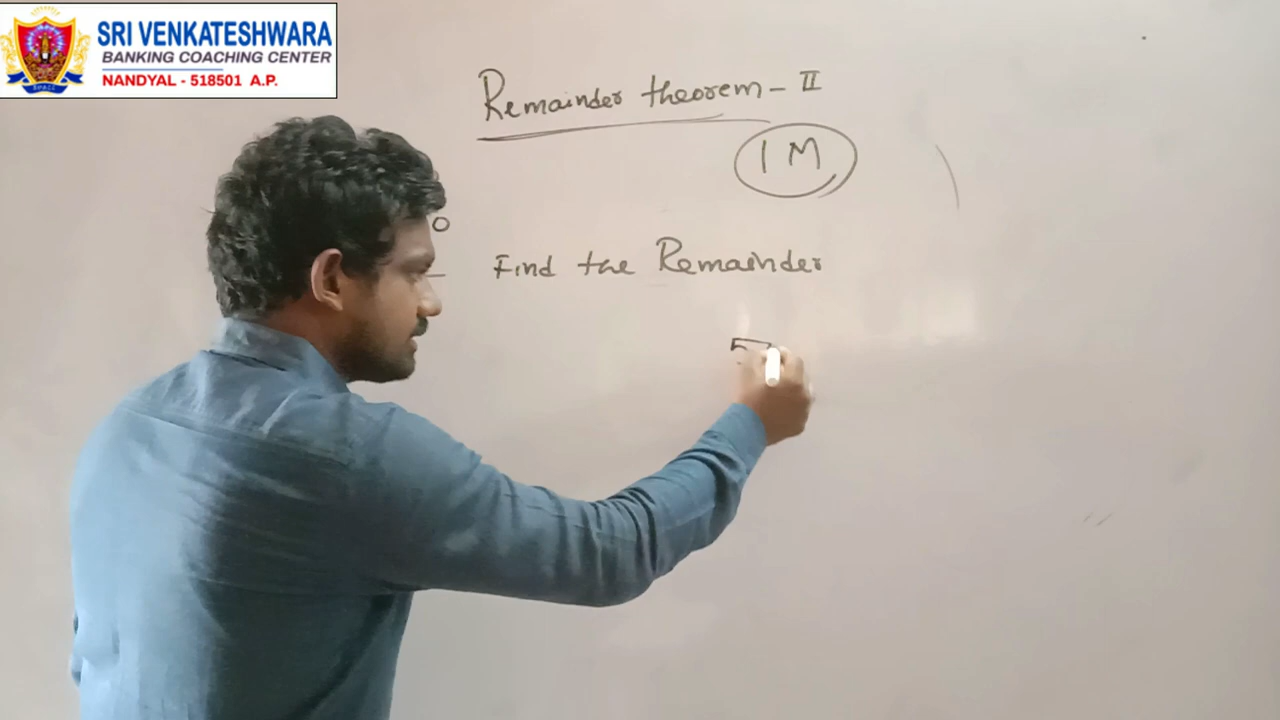 SRI VENKATESHWARA
BANKING COACHING CENTER
NANDYAL - 518501 A.P.
Remainder theorem - II
1 M
Find the Remainder